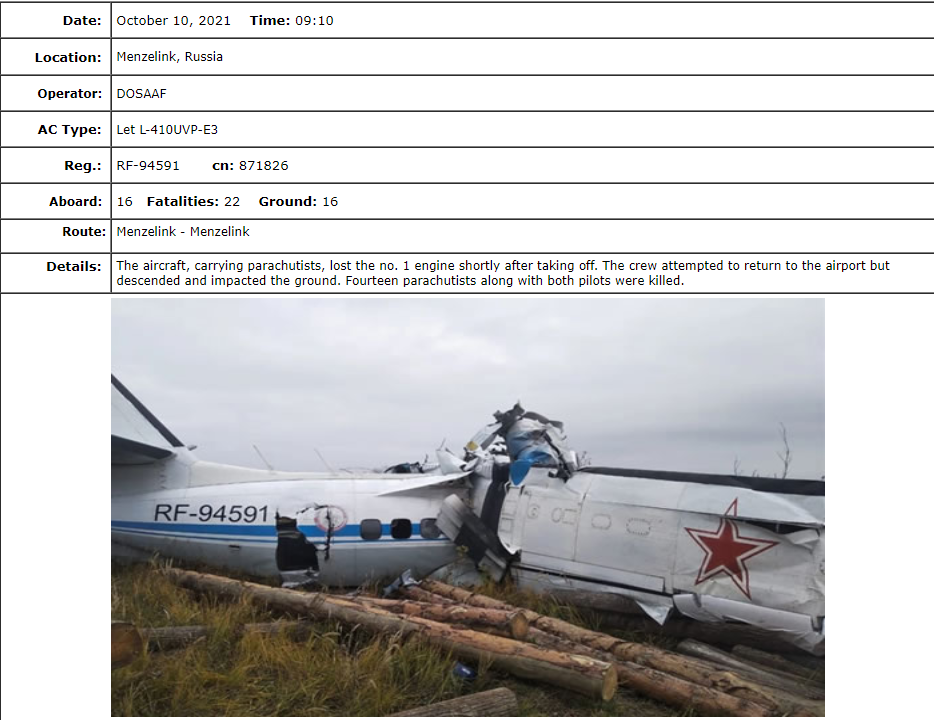 Date: October 10, 2021 Time: 09:10
Location: Menzelink, Russia
Operator: DOSAAF
AC Type: Let L-410UVP-E3
Reg.: RF-94591 cn: 871826
Aboard: 16 Fatalities: 22 Ground: 16
Route: Menzelink - Menzelink
Details: The aircraft, carrying parachutists, lost the no. 1 engine shortly after taking off. The crew attempted to return to the airport but
descended and impacted the ground. Fourteen parachutists along with both pilots were killed.
RF-94591